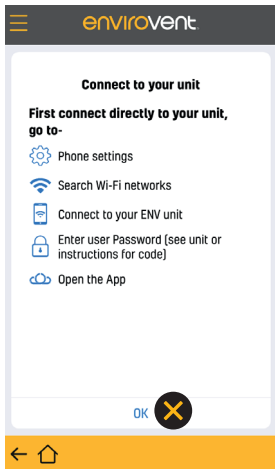 envirovent
Connect to your unit
First connect directly to your unit,
go to-
Phone settings
Search Wi-Fi networks
Connect to your ENV unit
Enter user Password (see unit or
instructions for code)
Open the App
OK